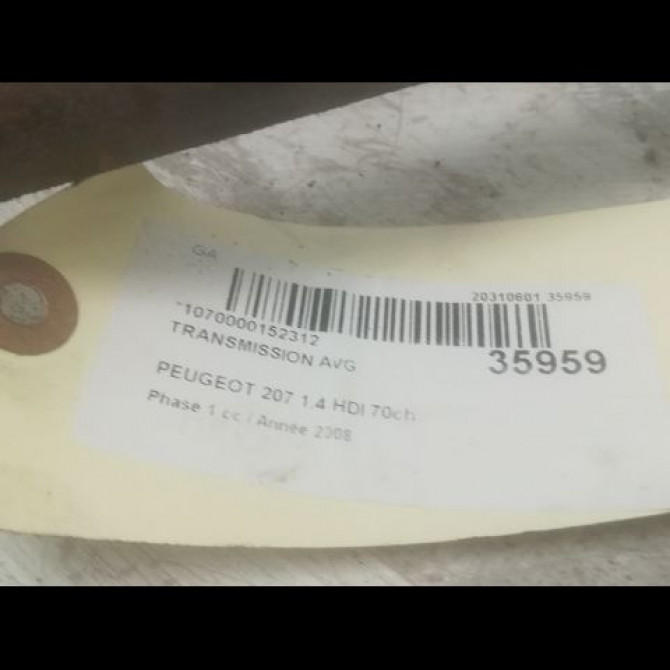 GA
20310601 35959
*1070000152312
35959
TRANSMISSION AVG
PEUGEOT 207 1.4 HDI 70ch
Phase 1 cc / Année 2008